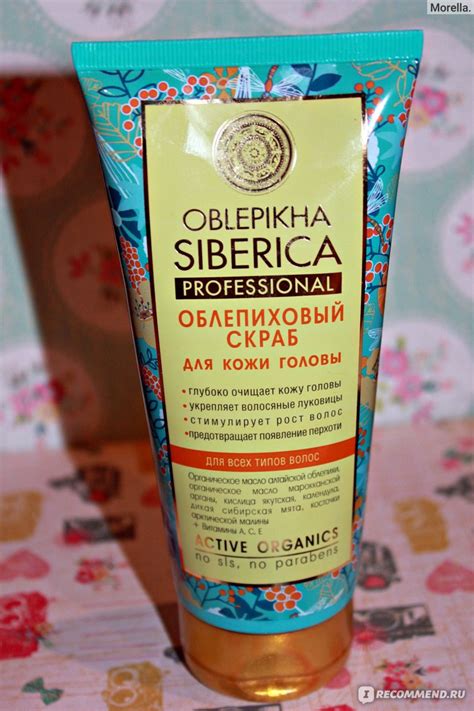 Morella.
OBLEPIKHA
SIBERICA
PROFESSIONAL
ОБЛЕПИХОВЫЙ
СКРАБ
ДЛЯ КОЖИ ГОЛОВЫ
• глубоко очищает кожу головы
• укрепляет волосяные луковицы
• стимулирует рост волос
• предотвращает появление перхоти
ДЛЯ ВСЕХ ТИПОВ ВОЛОС
Органическое масло алтайской облепихи,
органическое масло марокканской
арганы, кислица якутская, календула,
дикая сибирская мята, косточки
арктической малины
+ Витамины А, С, Е
ACTIVE ORGANICS
no sls, no parabens
I RECOMMEND.RU